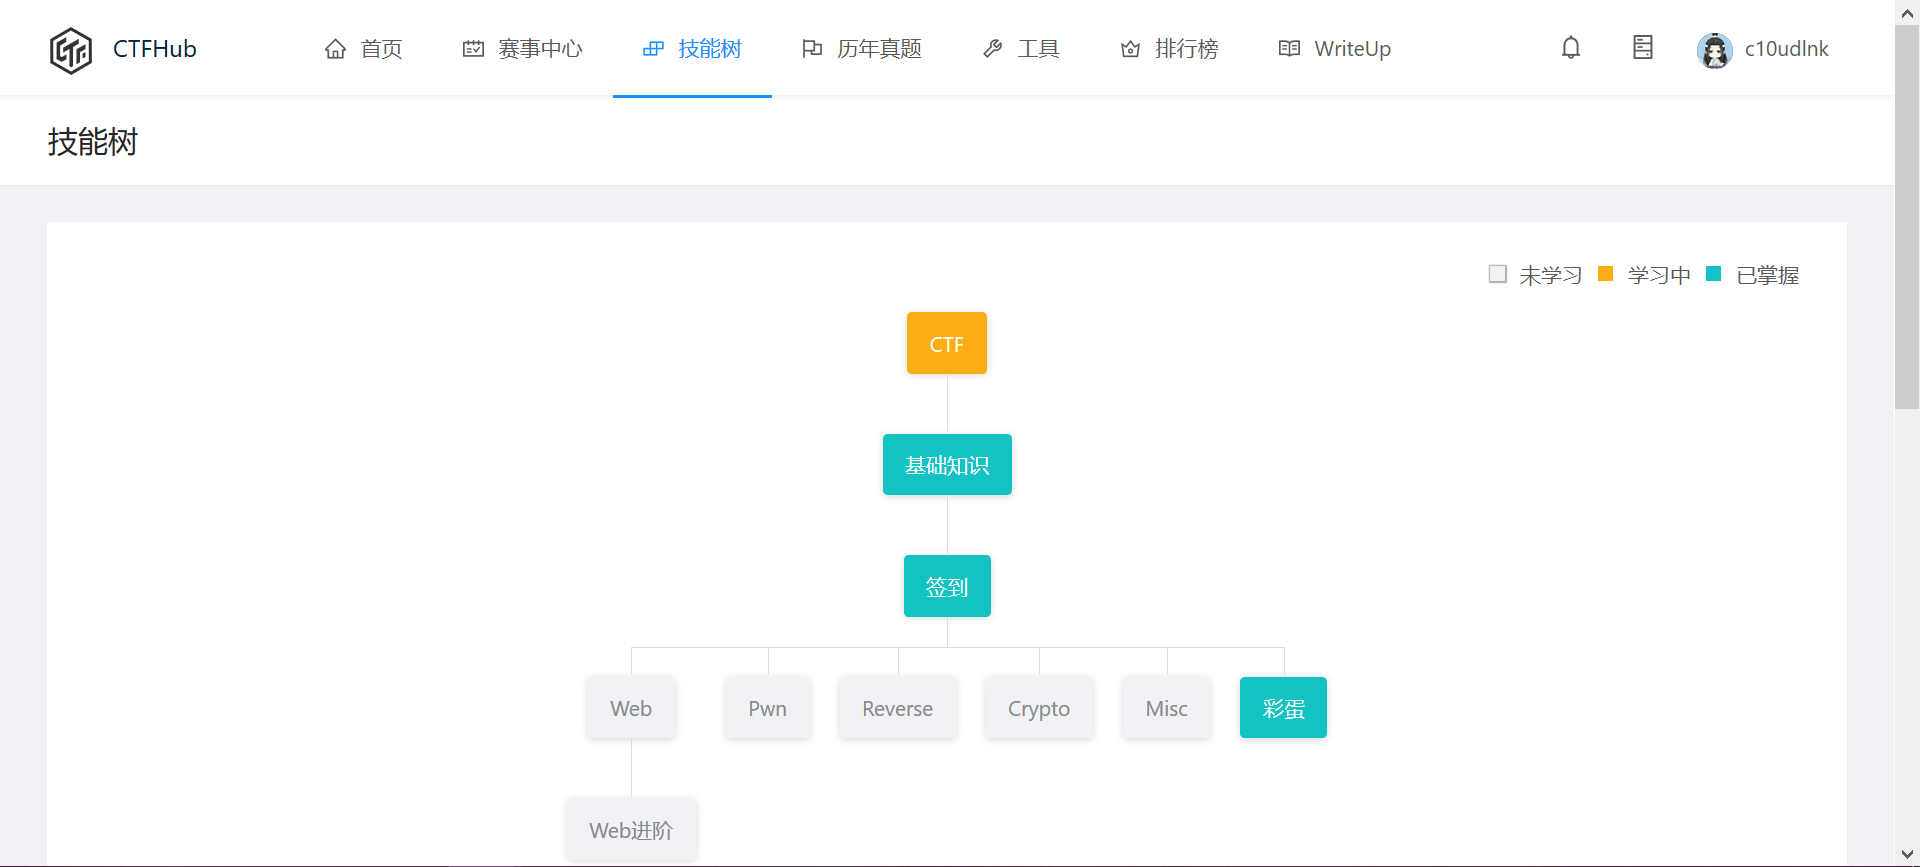 CTFHub 首页 赛事中心 技能树 历年真题 工具 排行榜 WriteUp c10udlnk
技能树
未学习 学习中 已掌握
CTF
基础知识
签到
Web Pwn Reverse Crypto Misc 彩蛋
Web进阶